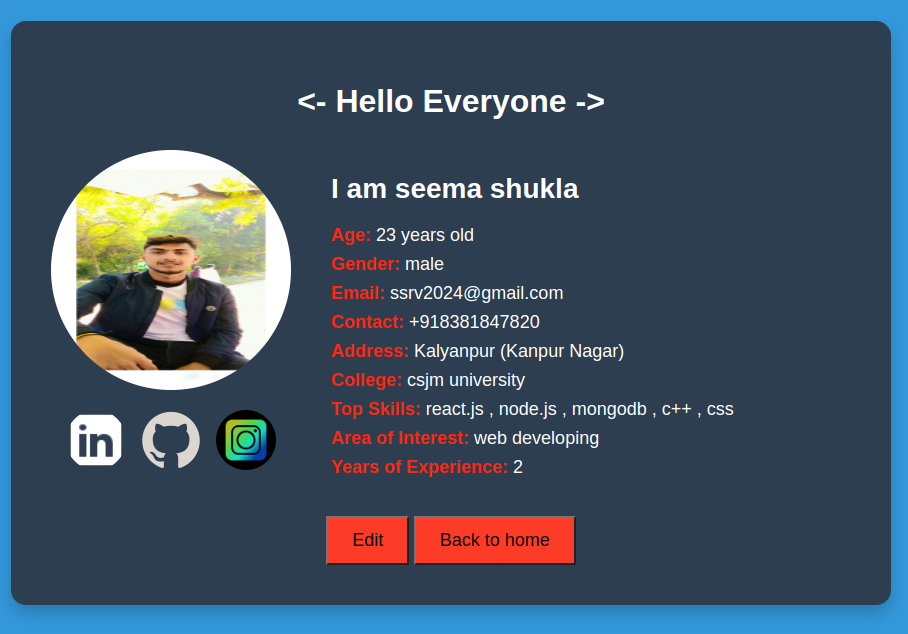 <- Hello Everyone ->
I am seema shukla
Age: 23 years old
Gender: male
Email: ssrv2024@gmail.com
Contact: +918381847820
Address: Kalyanpur (Kanpur Nagar)
College: csjm university
Top Skills: react.js , node.js , mongodb , c++ , css
Area of Interest: web developing
Years of Experience: 2
in
Edit
Back to home